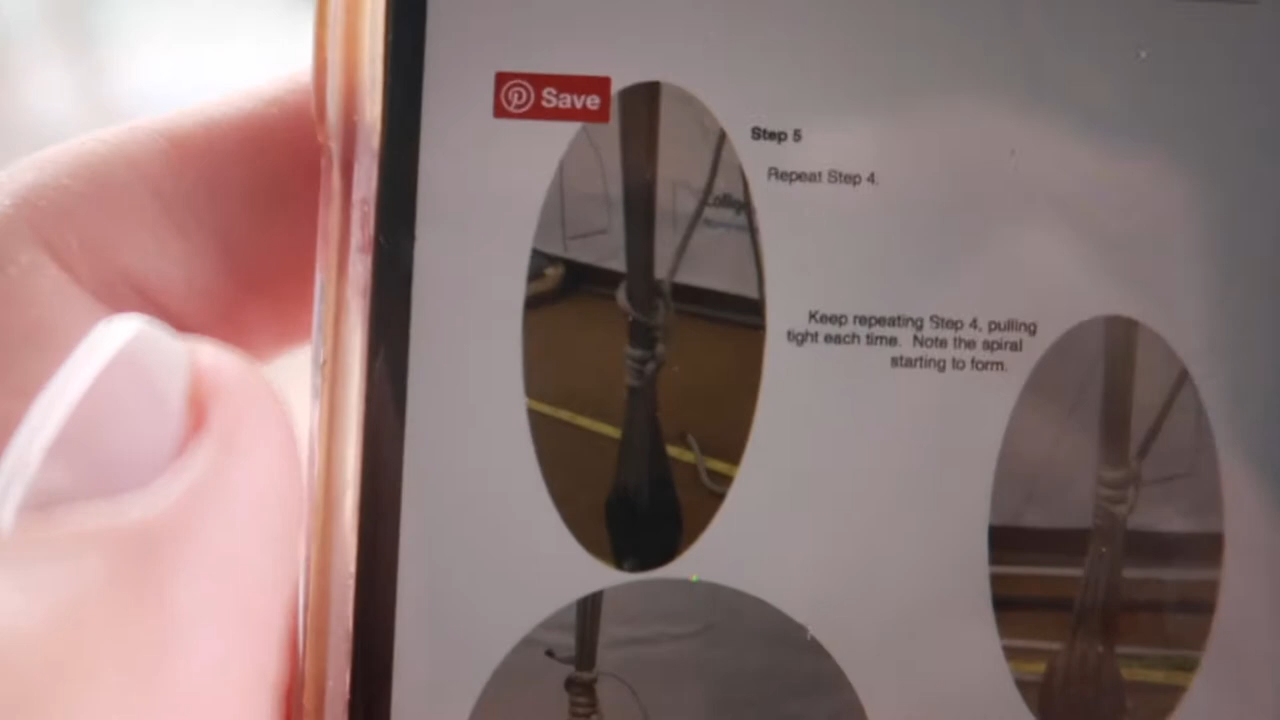 Save
Step 5
Repeat Step 4.
Keep repeating Step 4, pulling
tight each time. Note the spiral
starting to form.